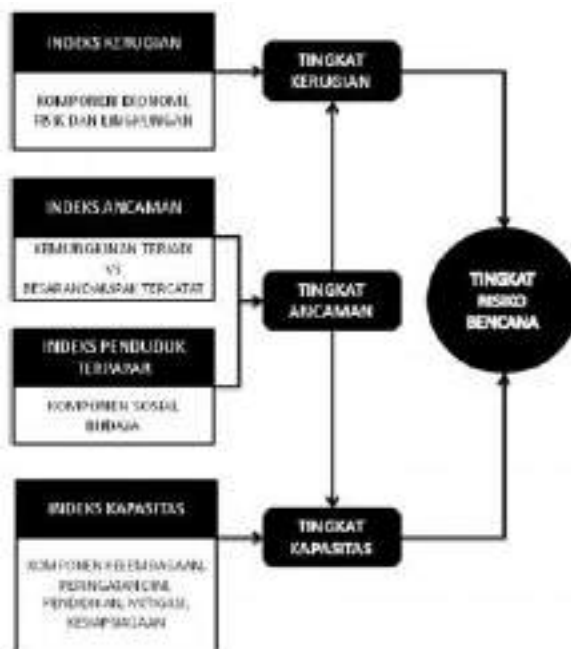 INDEKS KERUGIAN
KOMPONEN EKONOMI,
FISIK DAN LINGKUNGAN
TINGKAT
KERUGIAN
INDEKS ANCAMAN
KEMUNGKINAN TERJADI
VS
BESARAN DAMPAK TERCATAT
INDEKS PENDUDUK
TERPAPAR
KOMPONEN SOSIAL
BUDAYA
TINGKAT
ANCAMAN
TINGKAT
RISIKO
BENCANA
INDEKS KAPASITAS
KOMPONEN KELEMBAGAAN,
PERINGATAN DINI,
PENDIDIKAN, MITIGASI,
KESIAPSIAGAAN
TINGKAT
KAPASITAS